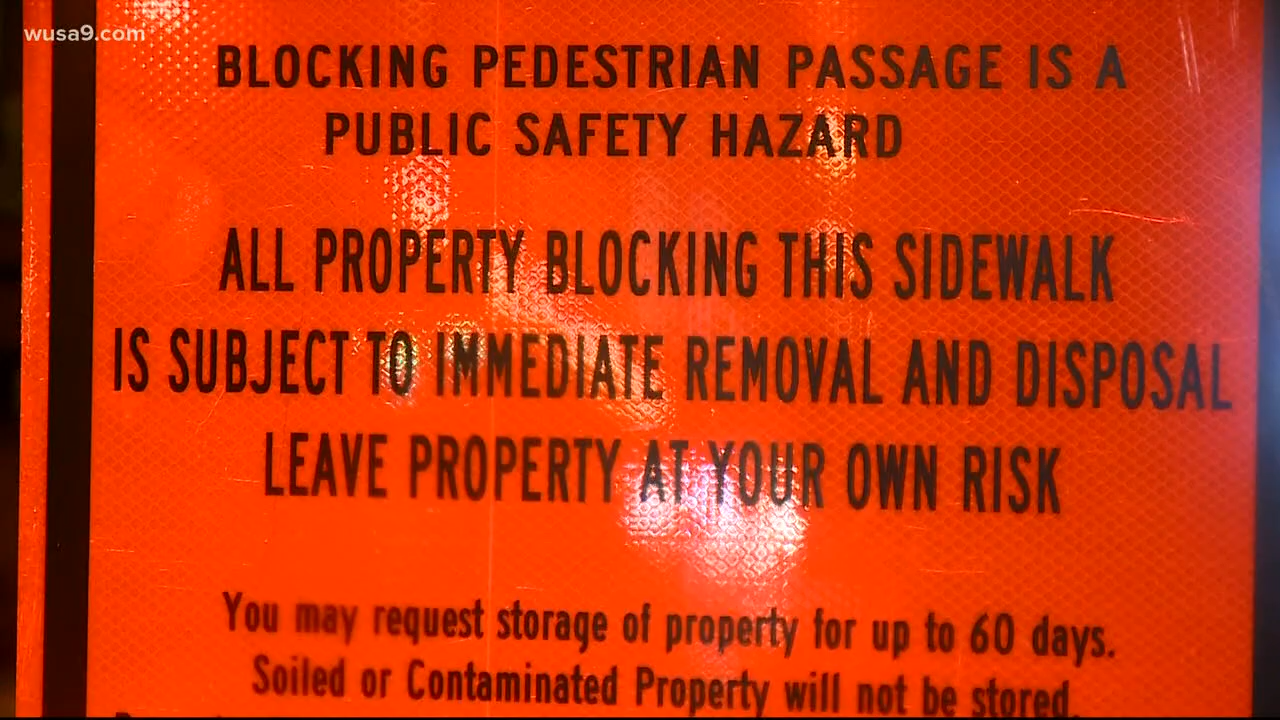 wusa9.com
BLOCKING PEDESTRIAN PASSAGE IS A
PUBLIC SAFETY HAZARD
ALL PROPERTY BLOCKING THIS SIDEWALK
IS SUBJECT TO IMMEDIATE REMOVAL AND DISPOSAL
LEAVE PROPERTY AT YOUR OWN RISK
You may request storage of property for up to 60 days.
Soiled or Contaminated Property will not be stored.